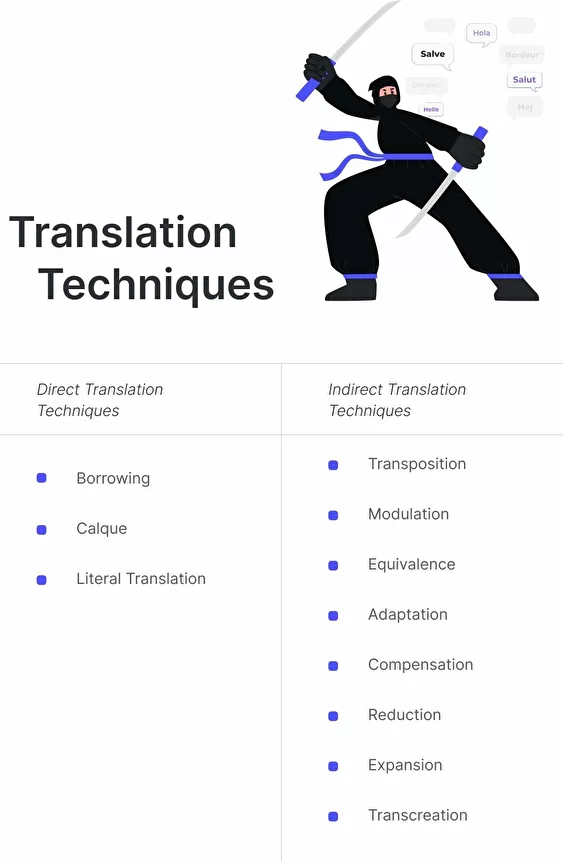 Hola
Salve
Bonjour
Salut
Bonjour
Hello
Hej
Translation
Techniques
Direct Translation
Techniques
Indirect Translation
Techniques
Borrowing
Calque
Literal Translation
Transposition
Modulation
Equivalence
Adaptation
Compensation
Reduction
Expansion
Transcreation